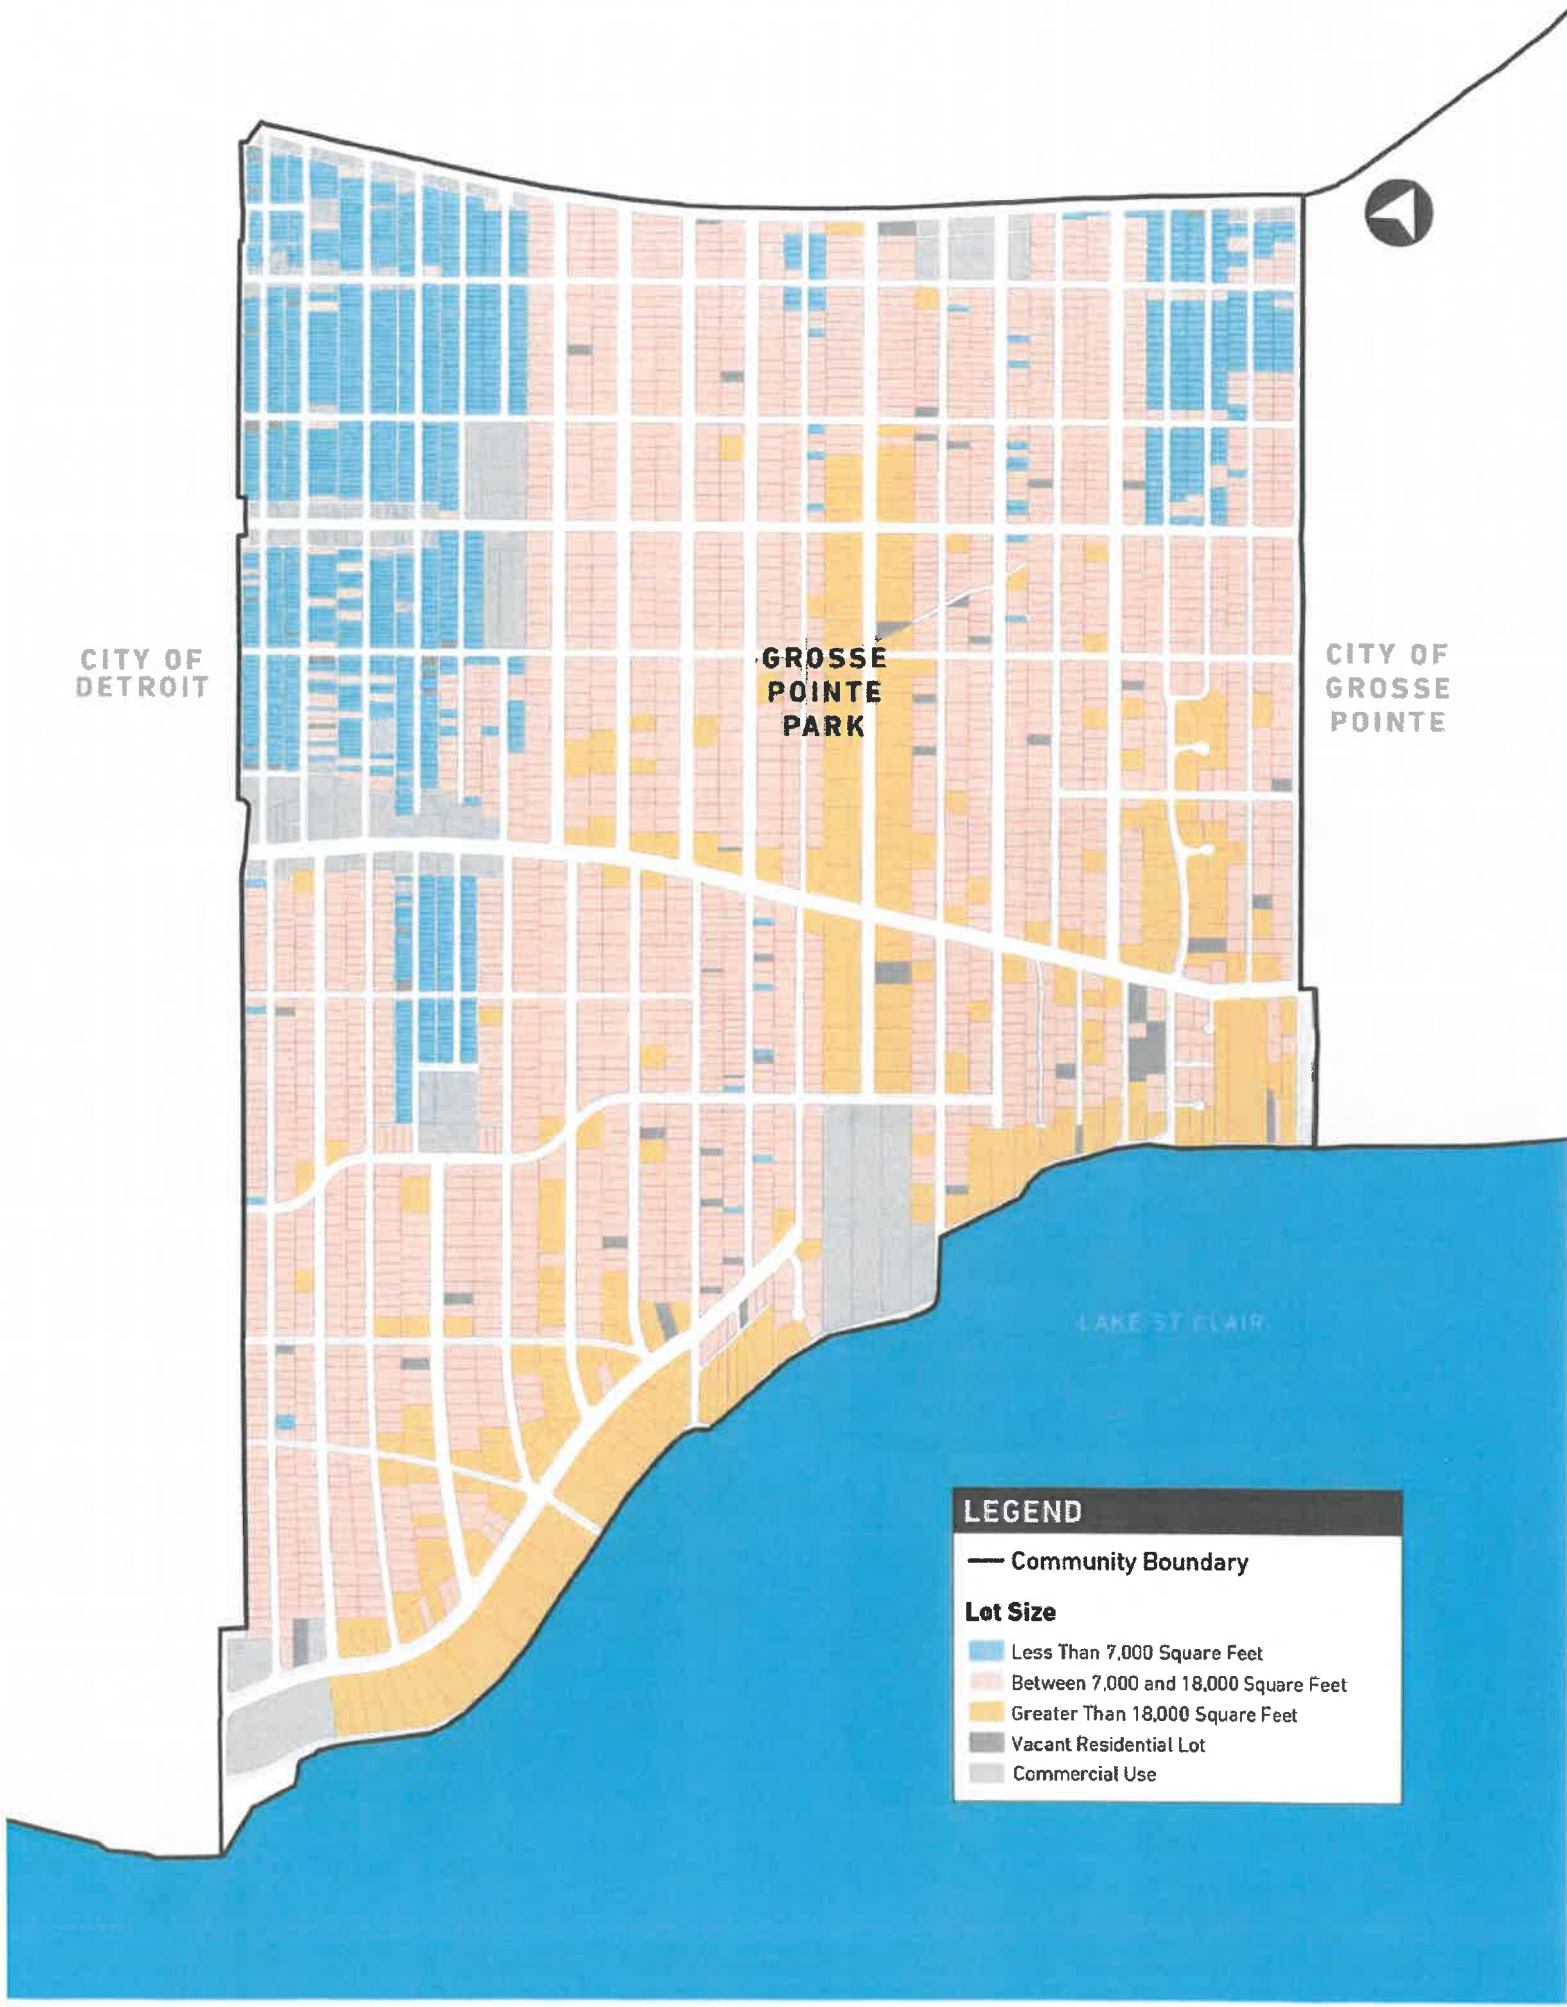 CITY OF
DETROIT
GROSSE
POINTE
PARK
CITY OF
GROSSE
POINTE
LAKE ST CLAIR
LEGEND
Community Boundary
Lot Size
Less Than 7,000 Square Feet
Between 7,000 and 18,000 Square Feet
Greater Than 18,000 Square Feet
Vacant Residential Lot
Commercial Use